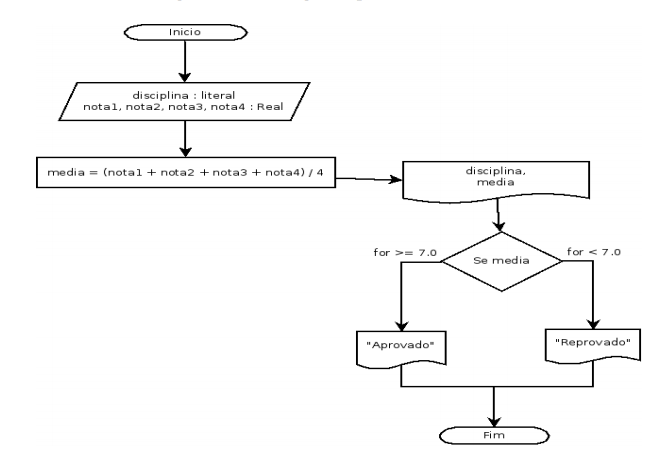 Inicio
disciplina : literal
nota1, nota2, nota3, nota4 : Real
media = (nota1 + nota2 + nota3 + nota4) / 4
disciplina,
media
for >= 7.0
Se media
for < 7.0
"Aprovado"
"Reprovado"
Fim